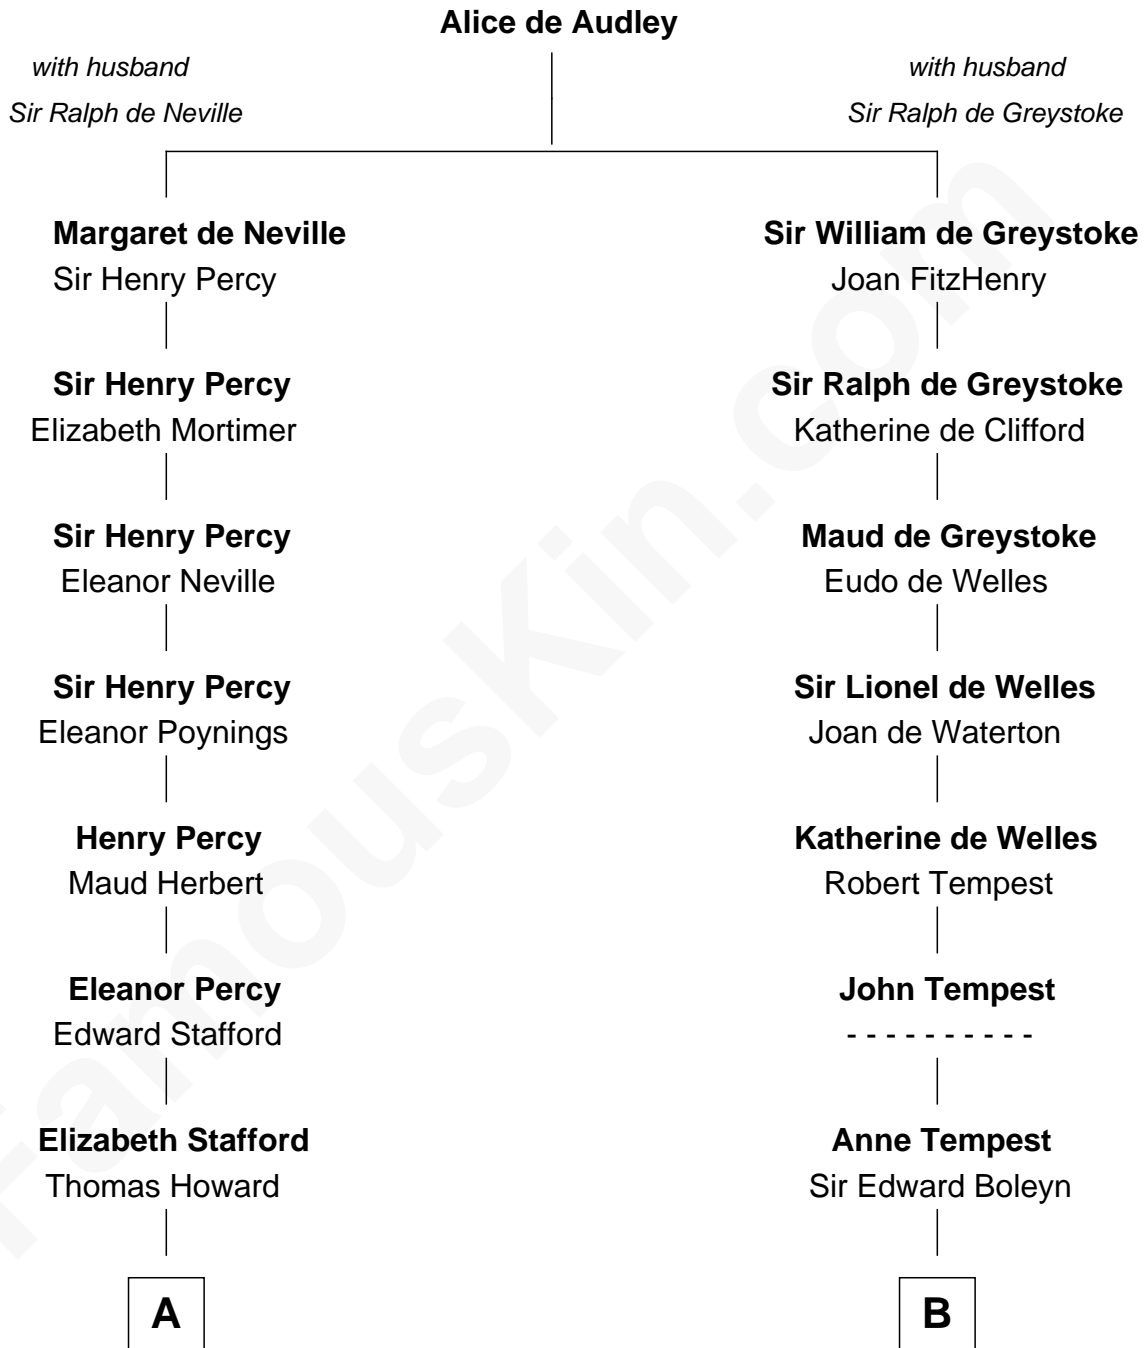 Alice de Audley
with husband
Sir Ralph de Neville
with husband
Sir Ralph de Greystoke
Margaret de Neville
Sir Henry Percy
Sir William de Greystoke
Joan FitzHenry
Sir Henry Percy
Elizabeth Mortimer
Sir Ralph de Greystoke
Katherine de Clifford
Sir Henry Percy
Eleanor Neville
Maud de Greystoke
Eudo de Welles
Sir Henry Percy
Eleanor Poynings
Sir Lionel de Welles
Joan de Waterton
Henry Percy
Maud Herbert
Katherine de Welles
Robert Tempest
Eleanor Percy
Edward Stafford
John Tempest
- - - - - - - - - -
Elizabeth Stafford
Thomas Howard
Anne Tempest
Sir Edward Boleyn
A
B
FamousKin.com